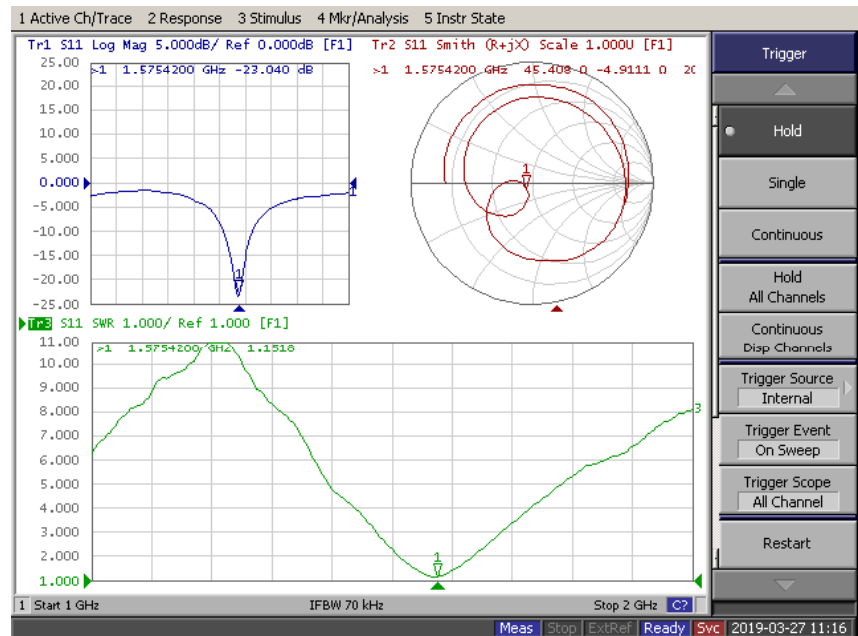 1 Active Ch/Trace 2 Response 3 Stimulus 4 Mkr/Analysis 5 Instr State
Tr1 S11 Log Mag 5.000dB/ Ref 0.000dB [F1]
25.00
>1 1.5754200 GHz -23.040 dB
20.00
15.00
10.00
5.000
0.000
-5.000
-10.00
-15.00
-20.00
-25.00
1
1
Tr2 S11 Smith (R+jX) Scale 1.000U [F1]
>1 1.5754200 GHz 45.408 Ω -4.9111 Ω 20
1
Tr3 S11 SWR 1.000/ Ref 1.000 [F1]
11.00
>1 1.5754200 GHz 1.1518
10.00
9.000
8.000
7.000
6.000
5.000
4.000
3.000
2.000
1.000
3
1
1 Start 1 GHz IFBW 70 kHz Stop 2 GHz C?
Trigger
Hold
Single
Continuous
Hold
All Channels
Continuous
Disp Channels
Trigger Source
Internal
Trigger Event
On Sweep
Trigger Scope
All Channel
Restart
Meas Stop ExtRef Ready Svc 2019-03-27 11:16